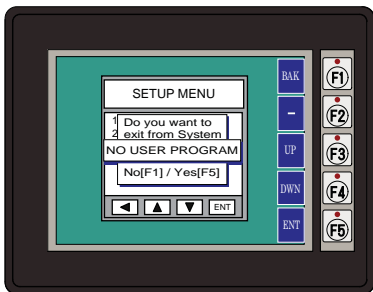 SETUP MENU
1 Do you want to
2 exit from System
NO USER PROGRAM
No[F1] / Yes[F5]
ENT
BAK
–
UP
DWN
ENT
F1
F2
F3
F4
F5